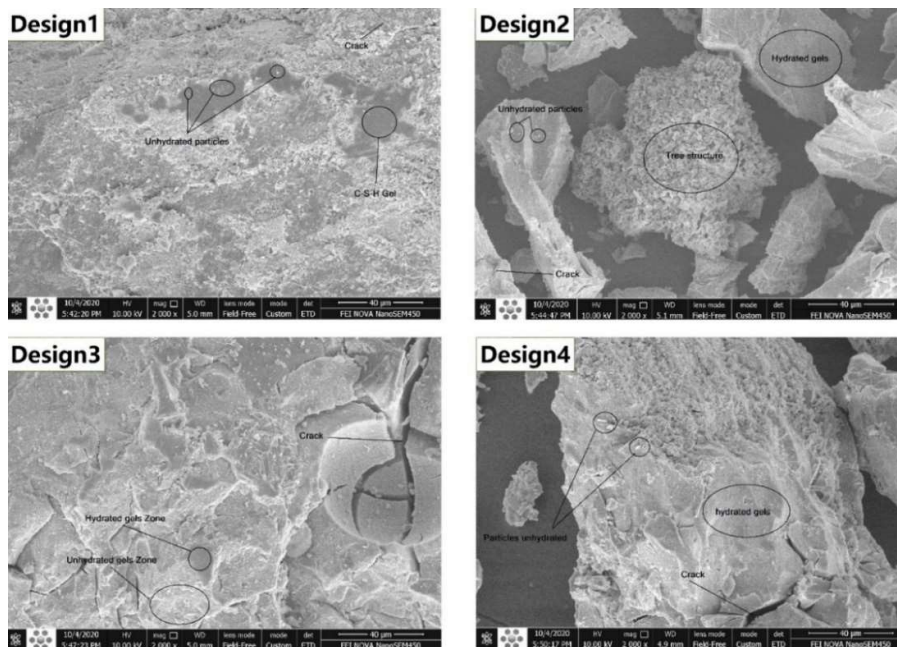 Design1
Crack
Unhydrated particles
C-S-H Gel
10/4/2020 HV mag WD lens mode mode det 40 µm
5:42:20 PM 10.00 kV 2 000 x 5.0 mm Field-Free Custom ETD FEI NOVA NanoSEM450
Design2
Hydrated gels
Unhydrated particles
Tree structure
Crack
10/4/2020 HV mag WD lens mode mode det 40 µm
5:44:47 PM 10.00 kV 2 000 x 5.1 mm Field-Free Custom ETD FEI NOVA NanoSEM450
Design3
Crack
Hydrated gels Zone
Unhydrated gels Zone
10/4/2020 HV mag WD lens mode mode det 40 µm
10.00 kV 2 000 x 5.0 mm Field-Free Custom ETD FEI NOVA NanoSEM450
Design4
hydrated gels
Particles unhydrated
Crack
10/4/2020 HV mag WD lens mode mode det 40 µm
5:50:17 PM 10.00 kV 2 000 x 4.9 mm Field-Free Custom ETD FEI NOVA NanoSEM450